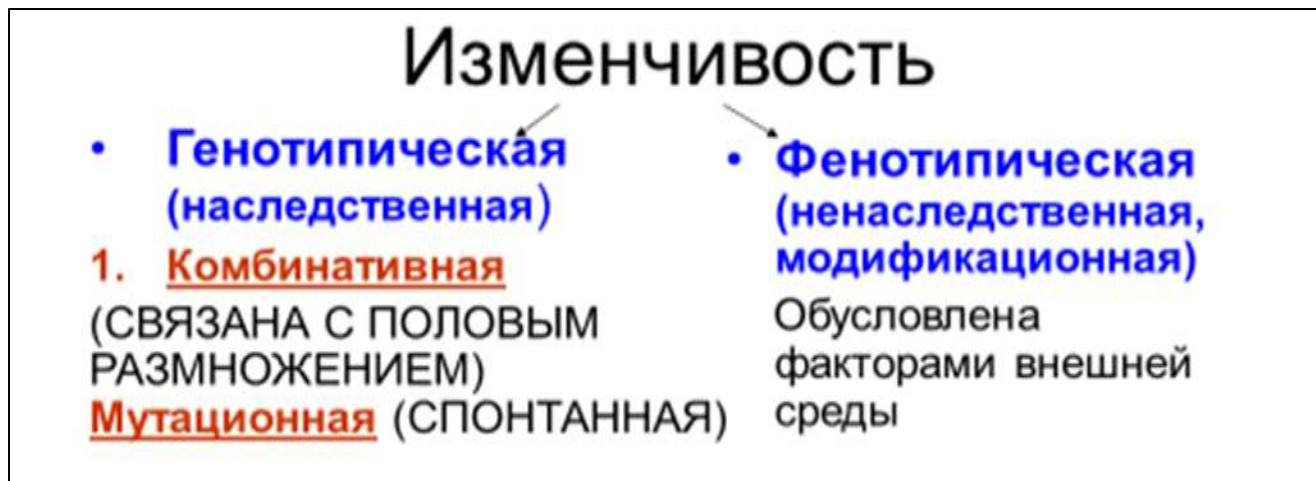 Изменчивость
• Генотипическая
(наследственная)
1. Комбинативная
(СВЯЗАНА С ПОЛОВЫМ
РАЗМНОЖЕНИЕМ)
Мутационная (СПОНТАННАЯ)
• Фенотипическая
(ненаследственная,
модификационная)
Обусловлена
факторами внешней
среды